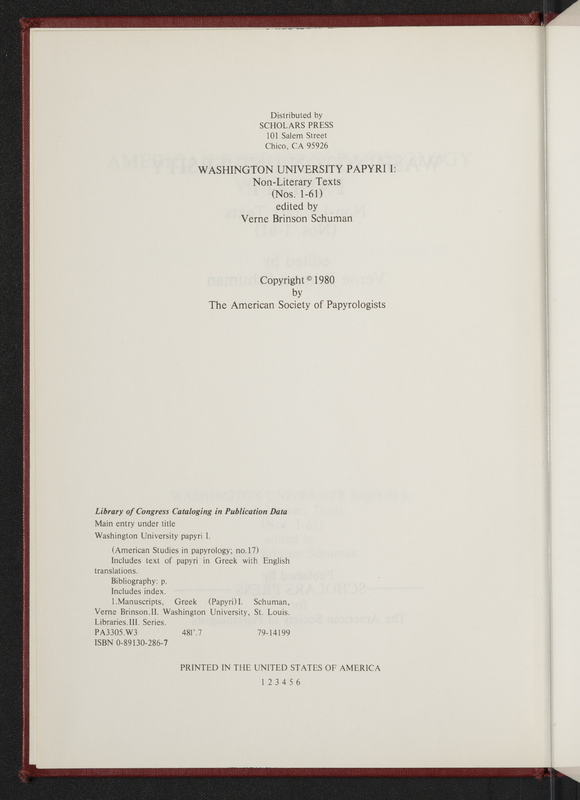 Distributed by
SCHOLARS PRESS
101 Salem Street
Chico, CA 95926
WASHINGTON UNIVERSITY PAPYRI I:
Non-Literary Texts
(Nos. 1-61)
edited by
Verne Brinson Schuman
Copyright © 1980
by
The American Society of Papyrologists
Library of Congress Cataloging in Publication Data
Main entry under title
Washington University papyri I.
(American Studies in papyrology; no.17)
Includes text of papyri in Greek with English
translations.
Bibliography: p.
Includes index.
1.Manuscripts, Greek (Papyri)I. Schuman,
Verne Brinson.II. Washington University, St. Louis.
Libraries.III. Series.
PA3305.W3 481'.7 79-14199
ISBN 0-89130-286-7
PRINTED IN THE UNITED STATES OF AMERICA
1 2 3 4 5 6